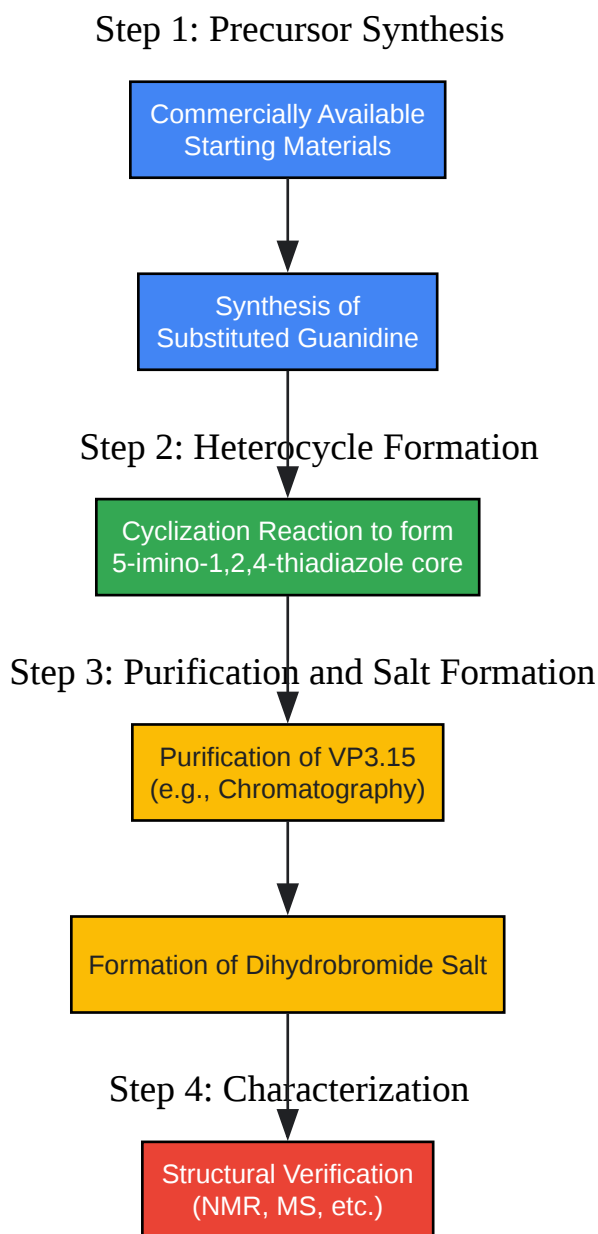 Step 1: Precursor Synthesis
Commercially Available
Starting Materials
Synthesis of
Substituted Guanidine
Step 2: Heterocycle Formation
Cyclization Reaction to form
5-imino-1,2,4-thiadiazole core
Step 3: Purification and Salt Formation
Purification of VP3.15
(e.g., Chromatography)
Formation of Dihydrobromide Salt
Step 4: Characterization
Structural Verification
(NMR, MS, etc.)